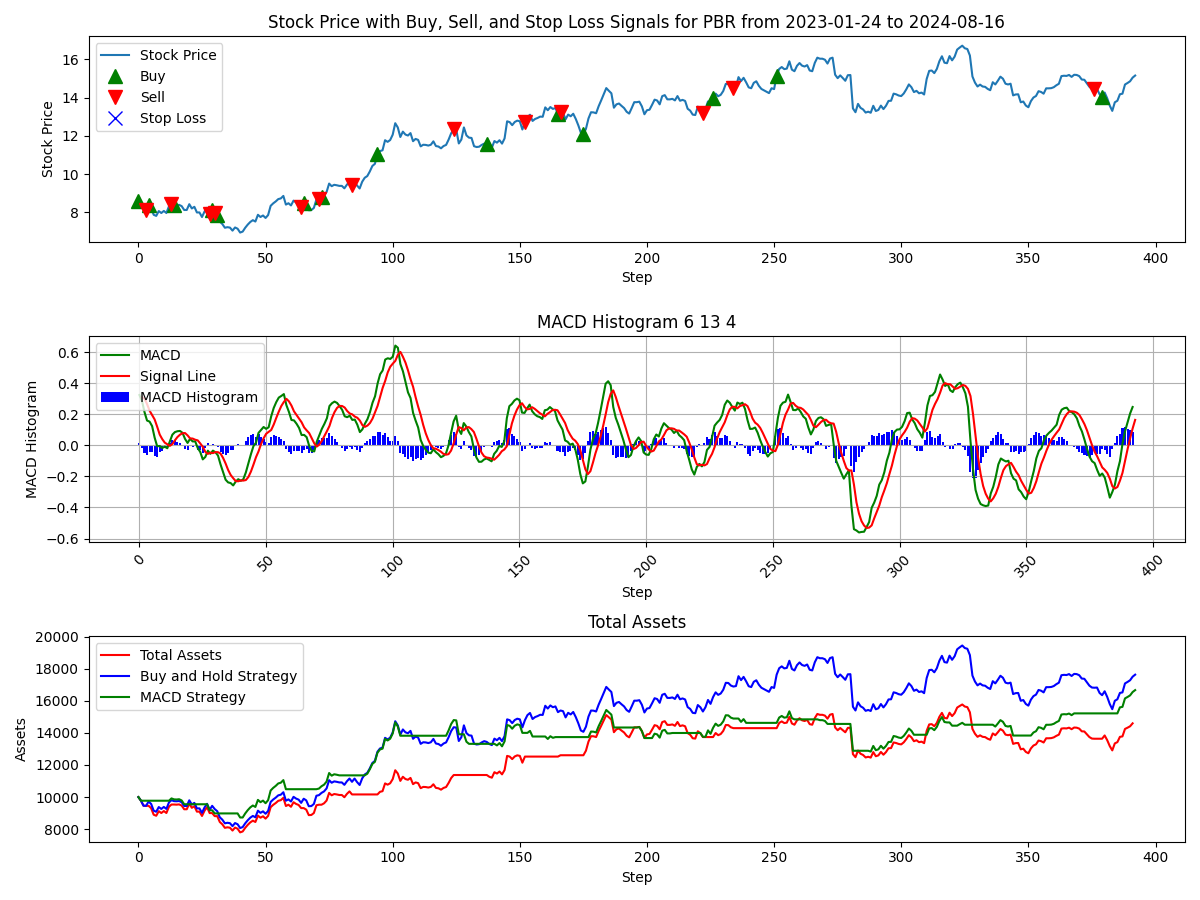 Stock Price with Buy, Sell, and Stop Loss Signals for PBR from 2023-01-24 to 2024-08-16
Stock Price
Buy
Sell
Stop Loss
Stock Price
16
14
12
10
8
0 50 100 150 200 250 300 350 400
Step
MACD Histogram 6 13 4
MACD
Signal Line
MACD Histogram
MACD Histogram
0.6
0.4
0.2
0.0
−0.2
−0.4
−0.6
0 50 100 150 200 250 300 350 400
Step
Total Assets
Total Assets
Buy and Hold Strategy
MACD Strategy
Assets
20000
18000
16000
14000
12000
10000
8000
0 50 100 150 200 250 300 350 400
Step